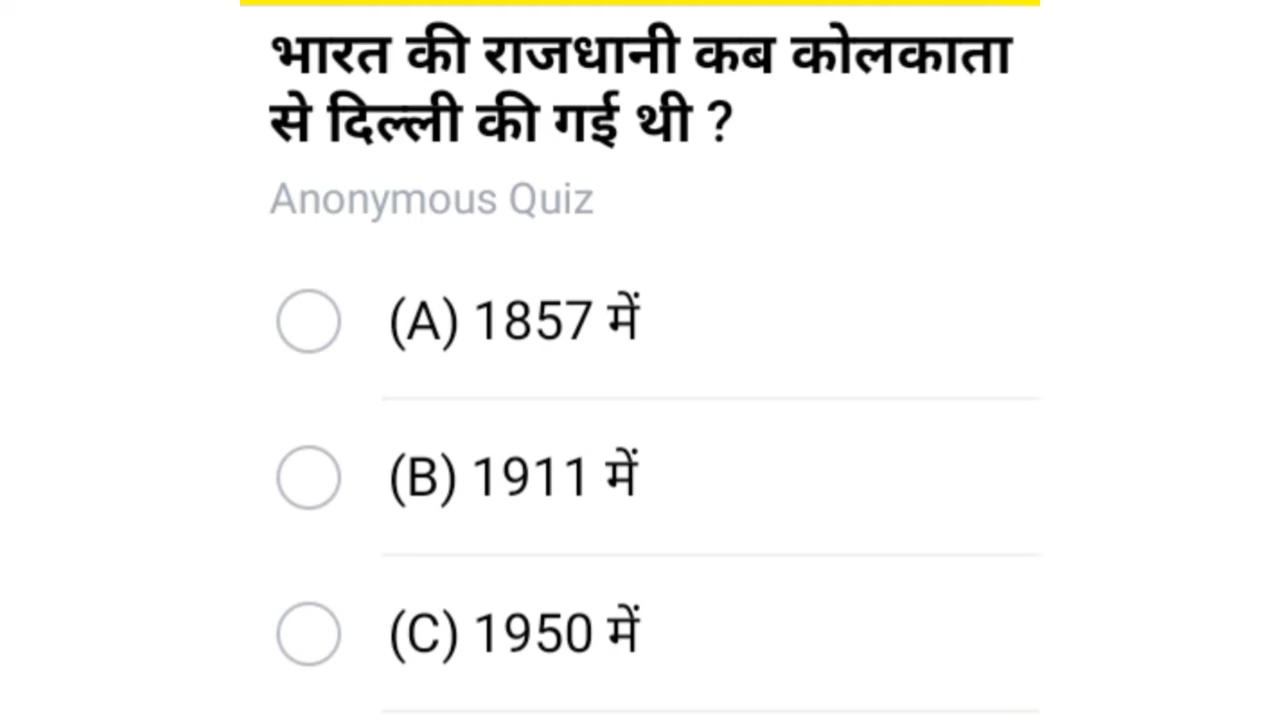 भारत की राजधानी कब कोलकाता
से दिल्ली की गई थी ?
Anonymous Quiz
(A) 1857 में
(B) 1911 में
(C) 1950 में